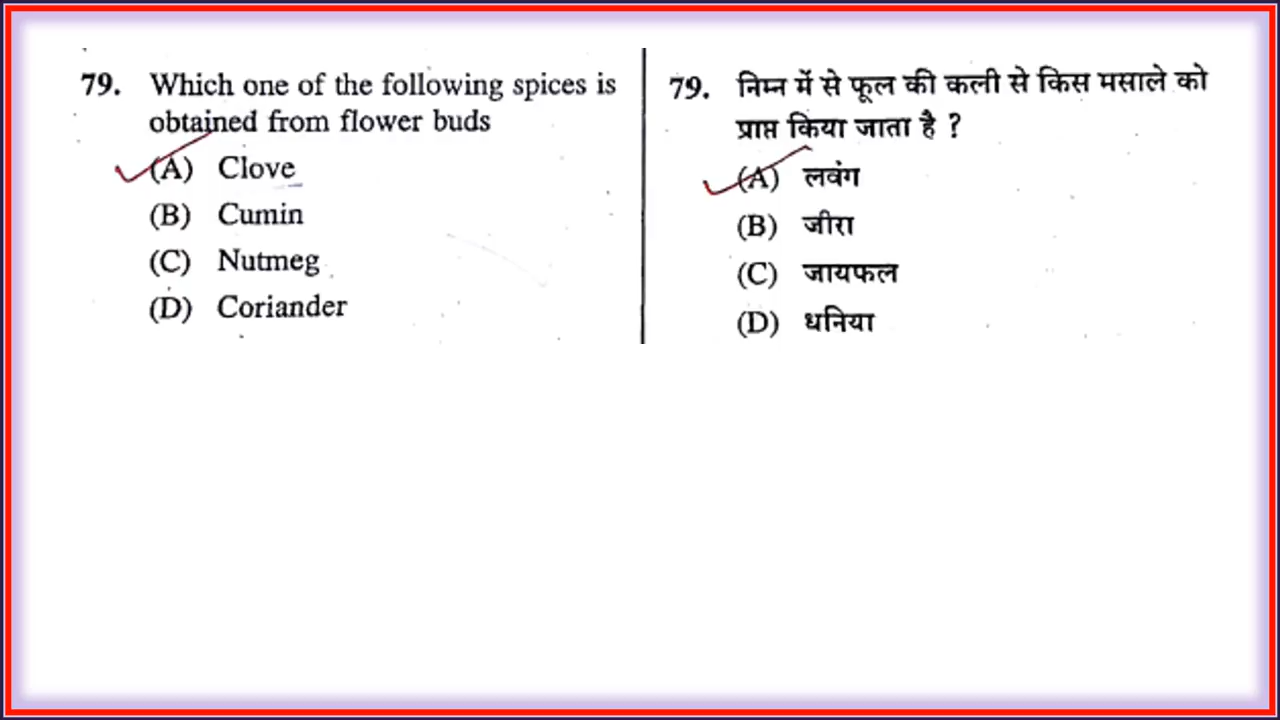 79. Which one of the following spices is
obtained from flower buds
(A) Clove
(B) Cumin
(C) Nutmeg
(D) Coriander
79. निम्न में से फूल की कली से किस मसाले को
प्राप्त किया जाता है ?
(A) लवंग
(B) जीरा
(C) जायफल
(D) धनिया